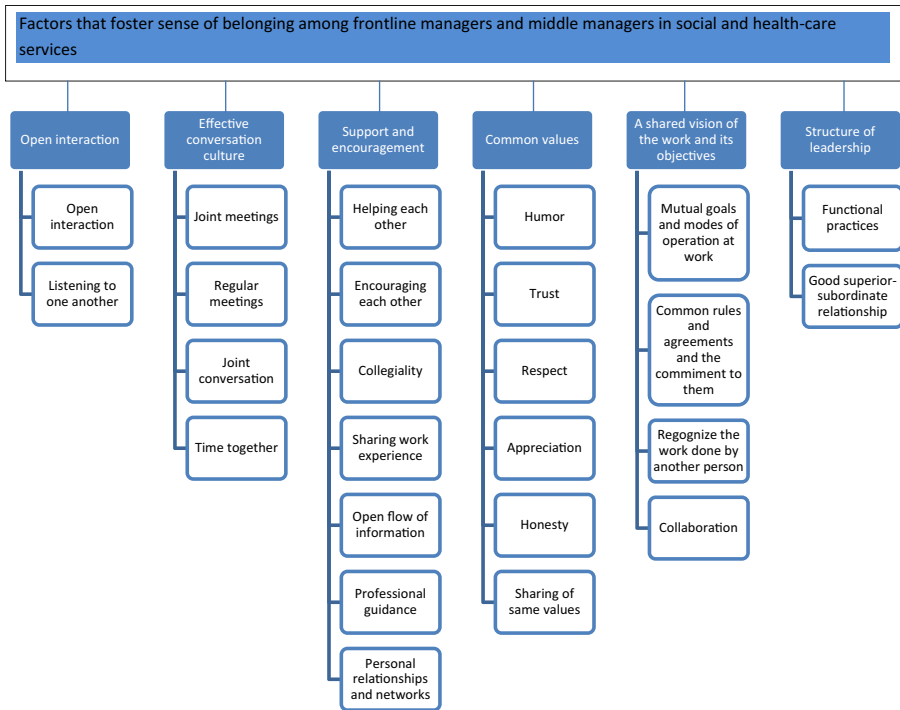 Factors that foster sense of belonging among frontline managers and middle managers in social and health-care
services
Open interaction
Open
interaction
Listening to
one another
Effective
conversation
culture
Joint meetings
Regular
meetings
Joint
conversation
Time together
Support and
encouragement
Helping each
other
Encouraging
each other
Collegiality
Sharing work
experience
Open flow of
information
Professional
guidance
Personal
relationships
and networks
Common values
Humor
Trust
Respect
Appreciation
Honesty
Sharing of
same values
A shared vision of
the work and its
objectives
Mutual goals
and modes of
operation at
work
Common rules
and
agreements
and the
commiment to
them
Regognize the
work done by
another person
Collaboration
Structure of
leadership
Functional
practices
Good superior-
subordinate
relationship